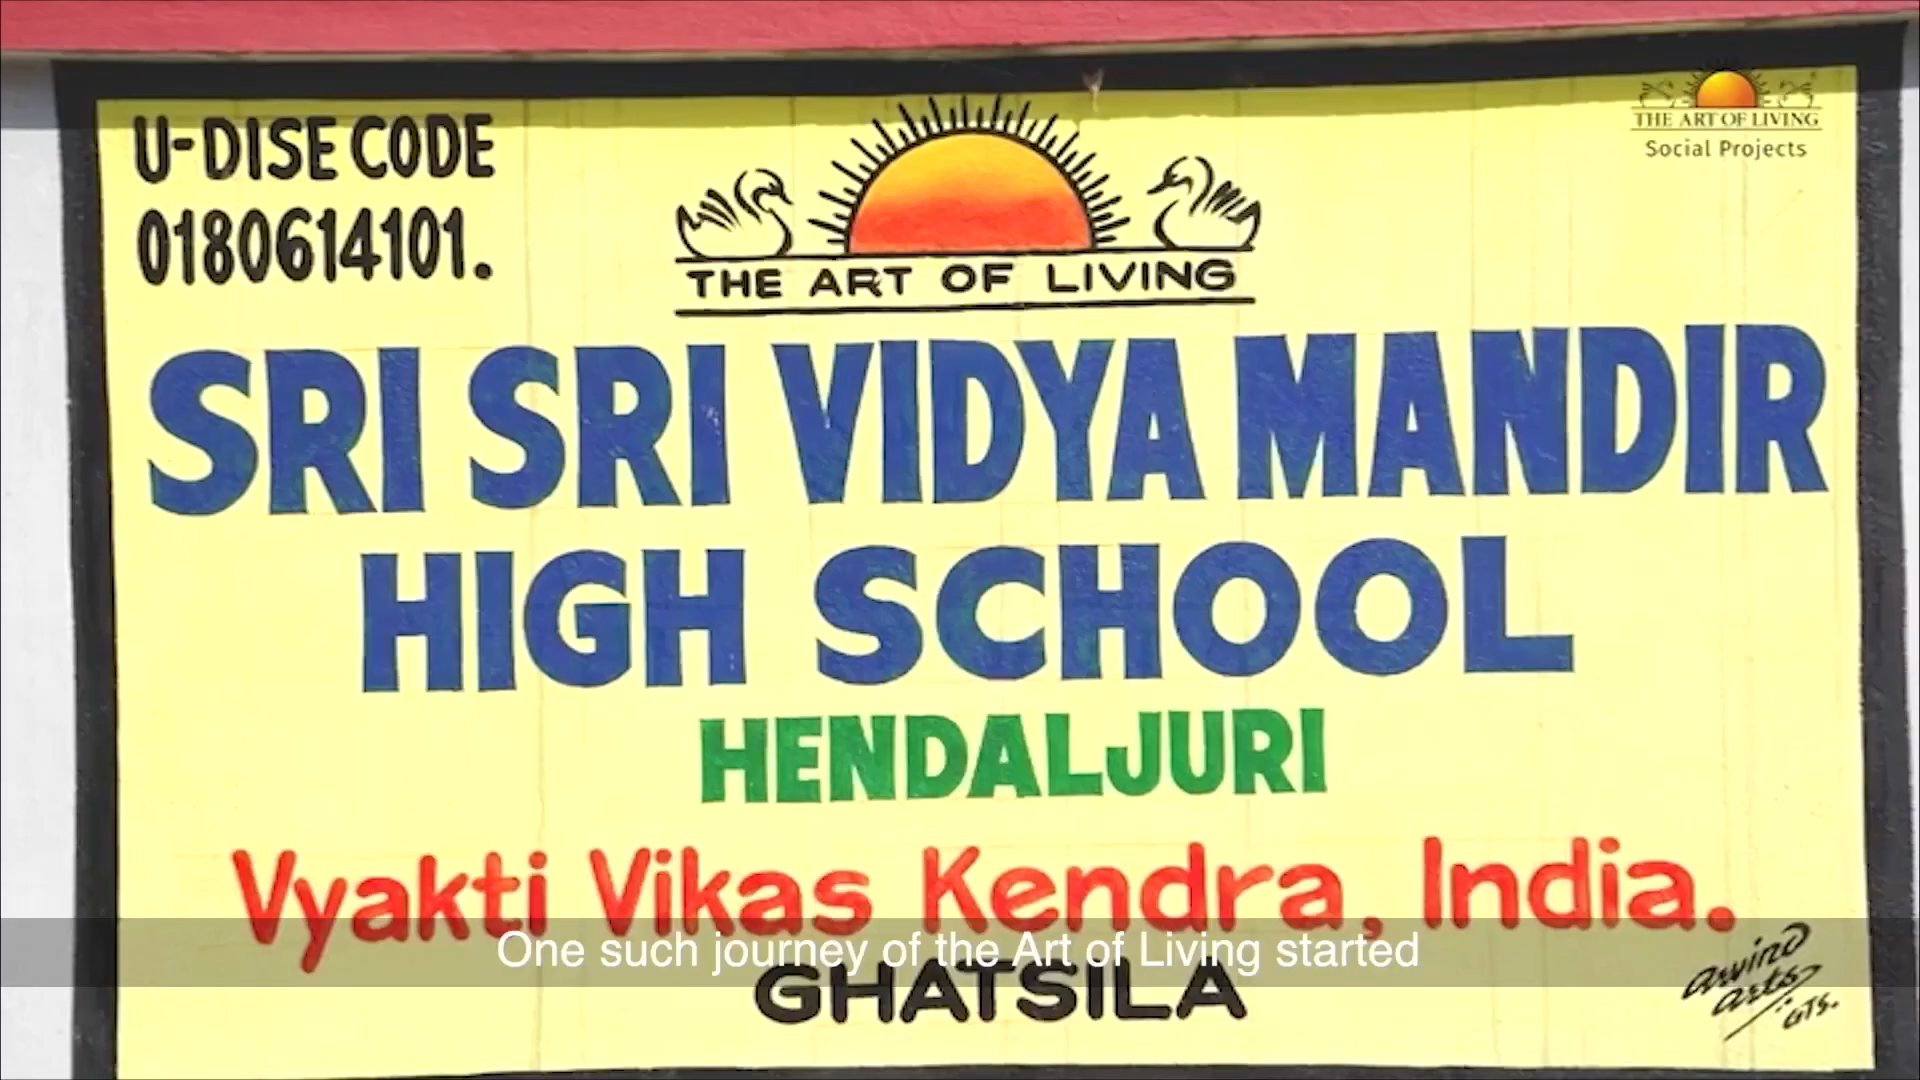 U-DISE CODE
0180614101.
THE ART OF LIVING
THE ART OF LIVING
Social Projects
SRI SRI VIDYA MANDIR
HIGH SCHOOL
HENDALJURI
Vyakti Vikas Kendra, India.
One such journey of the Art of Living started
GHATSILA
arvind
arts
GTS.